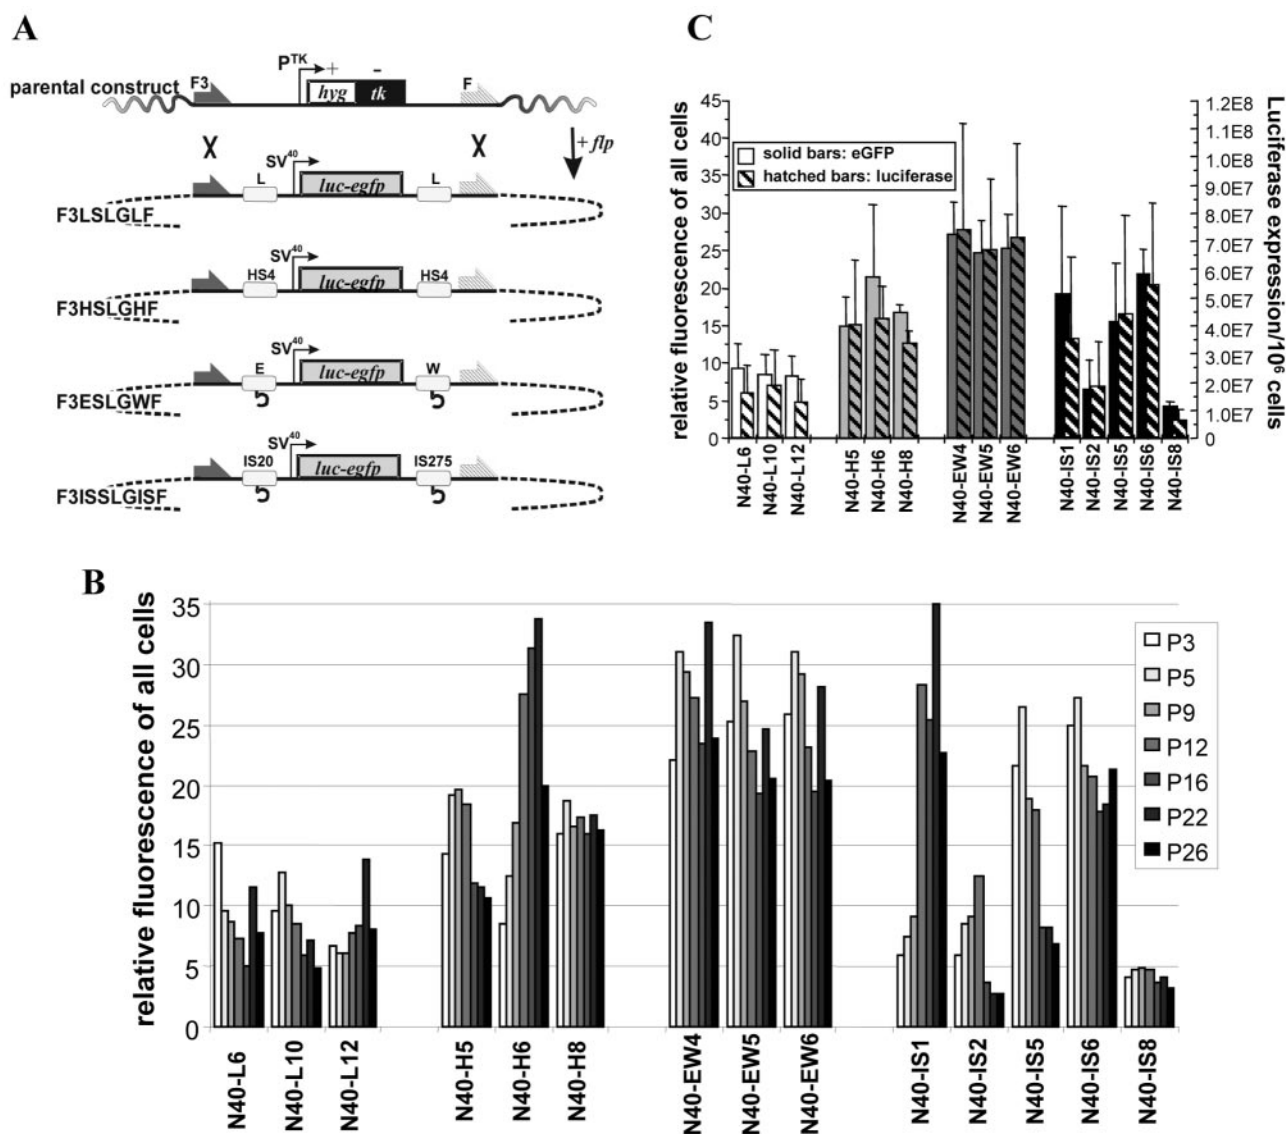 A
parental construct
F3
P^TK
+
-
hyg
tk
F
X
X
+ flp
SV^40
L
luc-egfp
L
F3LSLGLF
SV^40
HS4
luc-egfp
HS4
F3HSLGHF
SV^40
E
luc-egfp
W
F3ESLGWF
SV^40
IS20
luc-egfp
IS275
F3ISSLGISF
C
relative fluorescence of all cells
45
40
35
30
25
20
15
10
5
0
solid bars: eGFP
hatched bars: luciferase
1.2E8
1.1E8
1.0E8
9.0E7
8.0E7
7.0E7
6.0E7
5.0E7
4.0E7
3.0E7
2.0E7
1.0E7
0
Luciferase expression/10^6 cells
N40-L6
N40-L10
N40-L12
N40-H5
N40-H6
N40-H8
N40-EW4
N40-EW5
N40-EW6
N40-IS1
N40-IS2
N40-IS5
N40-IS6
N40-IS8
B
relative fluorescence of all cells
35
30
25
20
15
10
5
0
P3
P5
P9
P12
P16
P22
P26
N40-L6
N40-L10
N40-L12
N40-H5
N40-H6
N40-H8
N40-EW4
N40-EW5
N40-EW6
N40-IS1
N40-IS2
N40-IS5
N40-IS6
N40-IS8